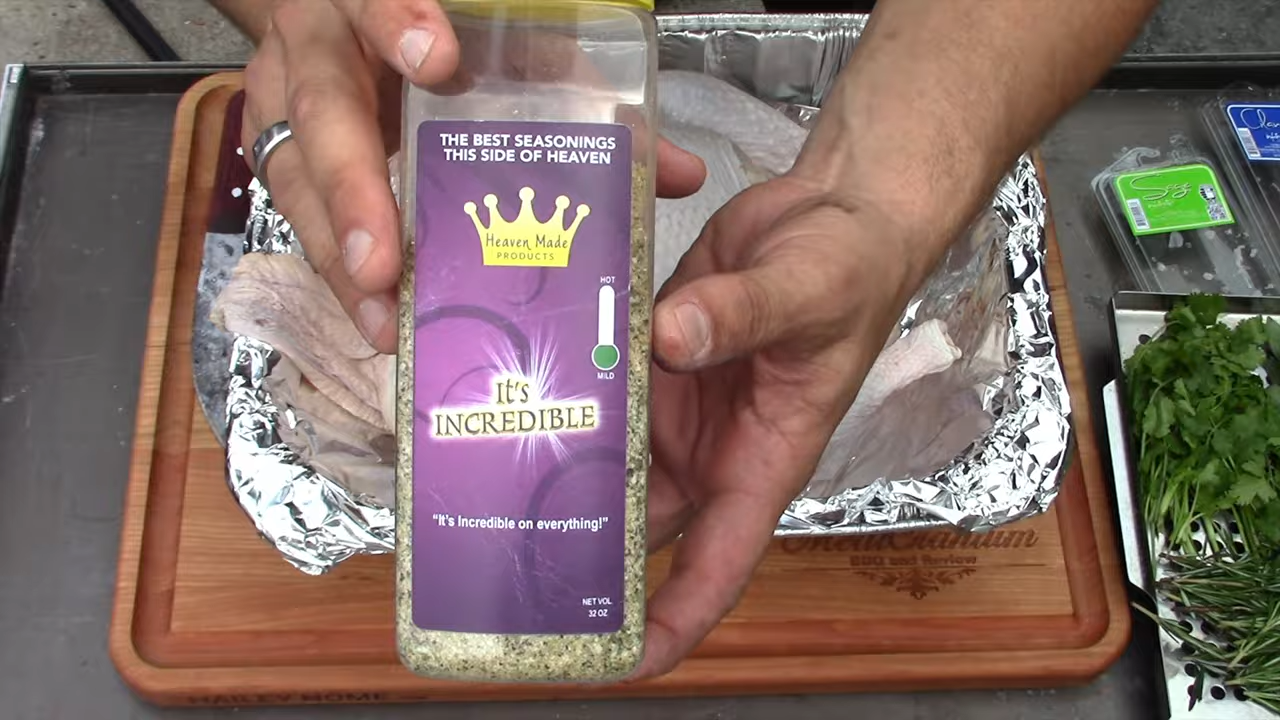 THE BEST SEASONINGS
THIS SIDE OF HEAVEN
Heaven Made
PRODUCTS
HOT
MILD
It's
INCREDIBLE
"It's Incredible on everything!"
NET VOL.
32 OZ.
Sage
BBQ and Review